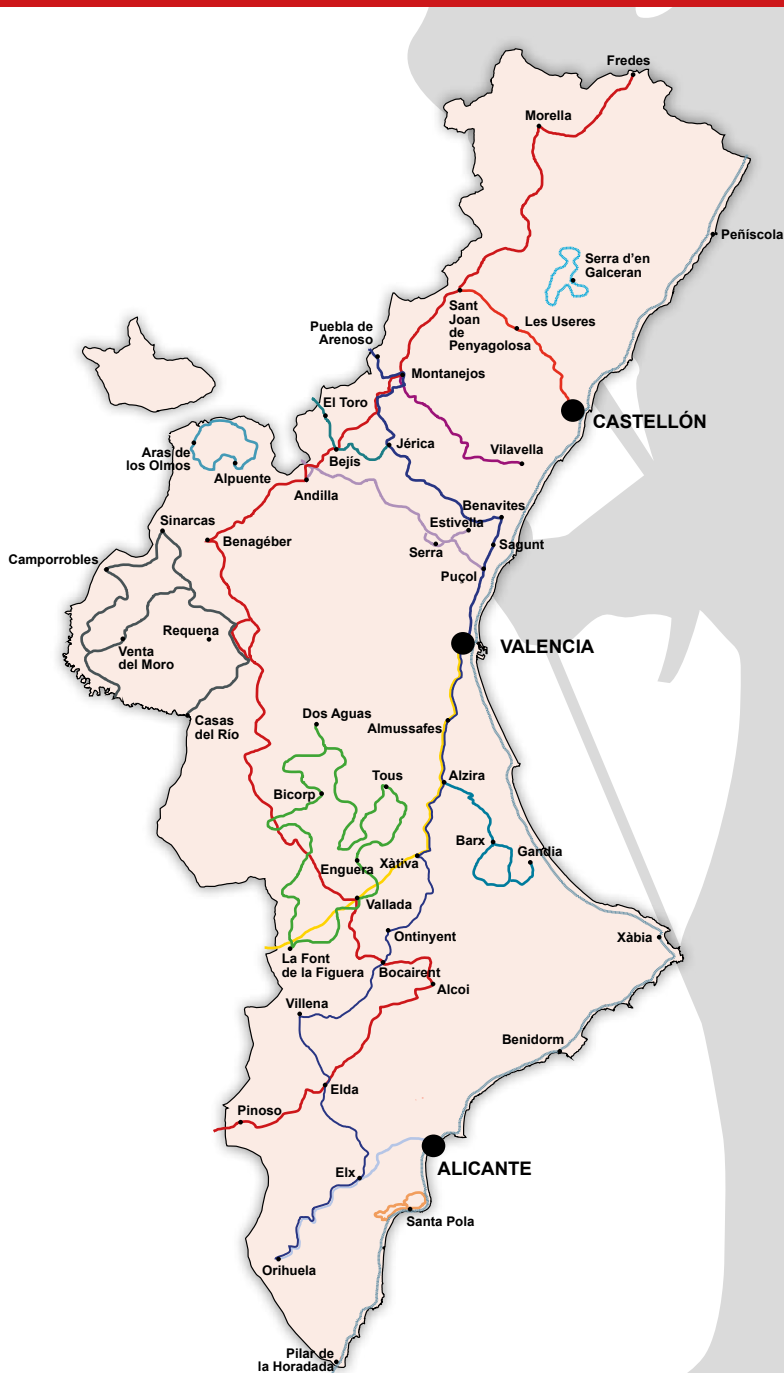 Fredes
Morella
Peñíscola
Serra d'en
Galceran
Sant
Joan
de
Penyagolosa
Les Useres
Puebla de
Arenoso
Montanejos
CASTELLÓN
El Toro
Jérica
Vilavella
Bejís
Aras de
los Olmos
Alpuente
Andilla
Benavites
Estivella
Sinarcas
Benagéber
Serra
Sagunt
Camporrobles
Puçol
Requena
Venta
del Moro
VALENCIA
Casas
del Río
Dos Aguas
Almussafes
Tous
Alzira
Bicorp
Barx
Gandia
Enguera
Xàtiva
Vallada
Ontinyent
Xàbia
La Font
de la Figuera
Bocairent
Alcoi
Villena
Benidorm
Elda
Pinoso
ALICANTE
Elx
Santa Pola
Orihuela
Pilar de
la Horadada